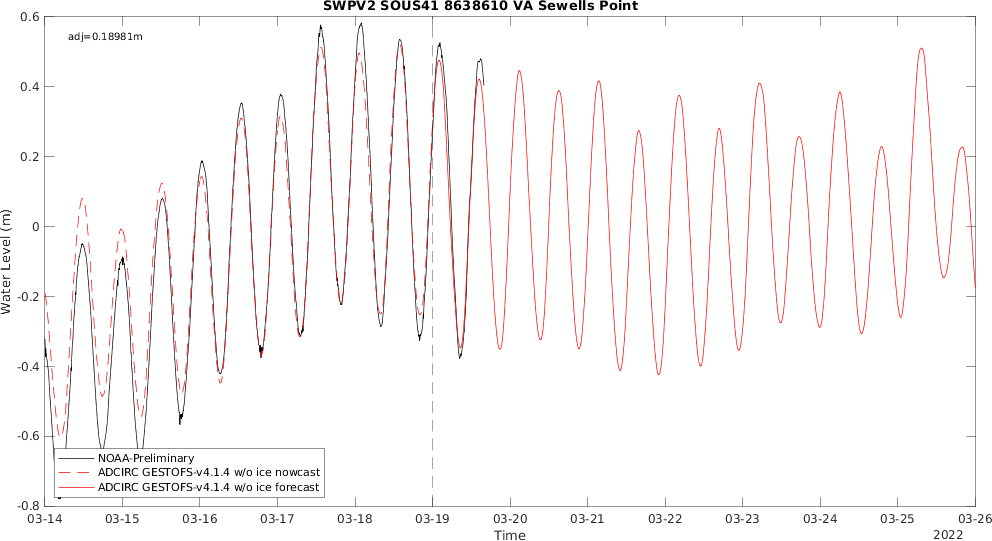 SWPV2 SOUS41 8638610 VA Sewells Point
adj=0.18981m
0.6
0.4
0.2
0
-0.2
-0.4
-0.6
-0.8
Water Level (m)
NOAA-Preliminary
ADCIRC GESTOFS-v4.1.4 w/o ice nowcast
ADCIRC GESTOFS-v4.1.4 w/o ice forecast
03-14 03-15 03-16 03-17 03-18 03-19 03-20 03-21 03-22 03-23 03-24 03-25 03-26
Time
2022